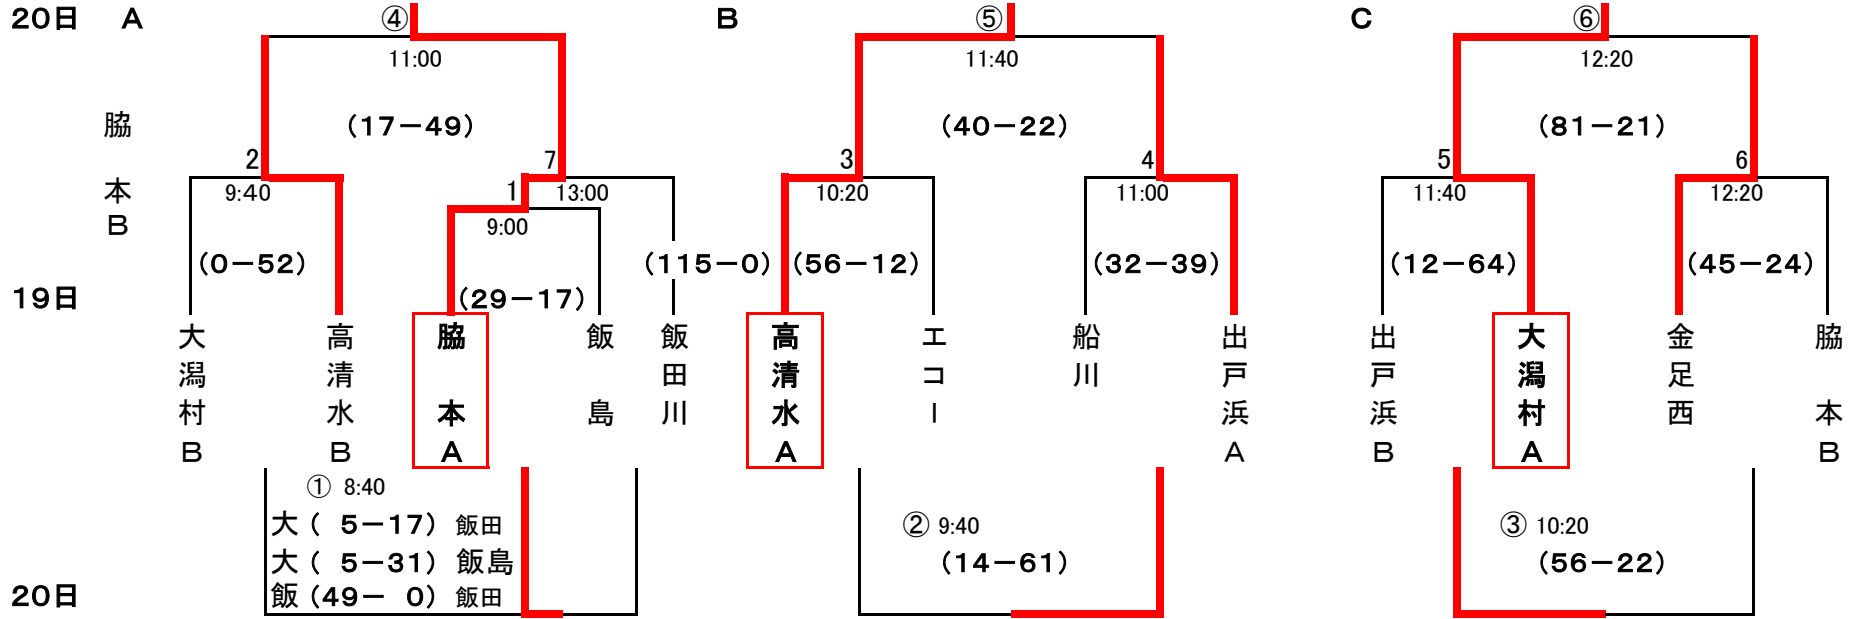 20日 A ④ B ⑤ C ⑥
11:00 11:40 12:20
脇本B
(17－49) (40－22) (81－21)
2 7 3 4 5 6
9:40 1 13:00 10:20 11:00 11:40 12:20
9:00
(0－52) (115－0) (56－12) (32－39) (12－64) (45－24)
19日 (29－17)
大潟村B
高清水B
脇本A
飯島
飯田川
高清水A
エコー
船川
出戸浜A
出戸浜B
大潟村A
金足西
脇本B
① 8:40
大 ( 5－17) 飯田 ② 9:40 ③ 10:20
大 ( 5－31) 飯島 (14－61) (56－22)
20日 飯 (49－ 0) 飯田